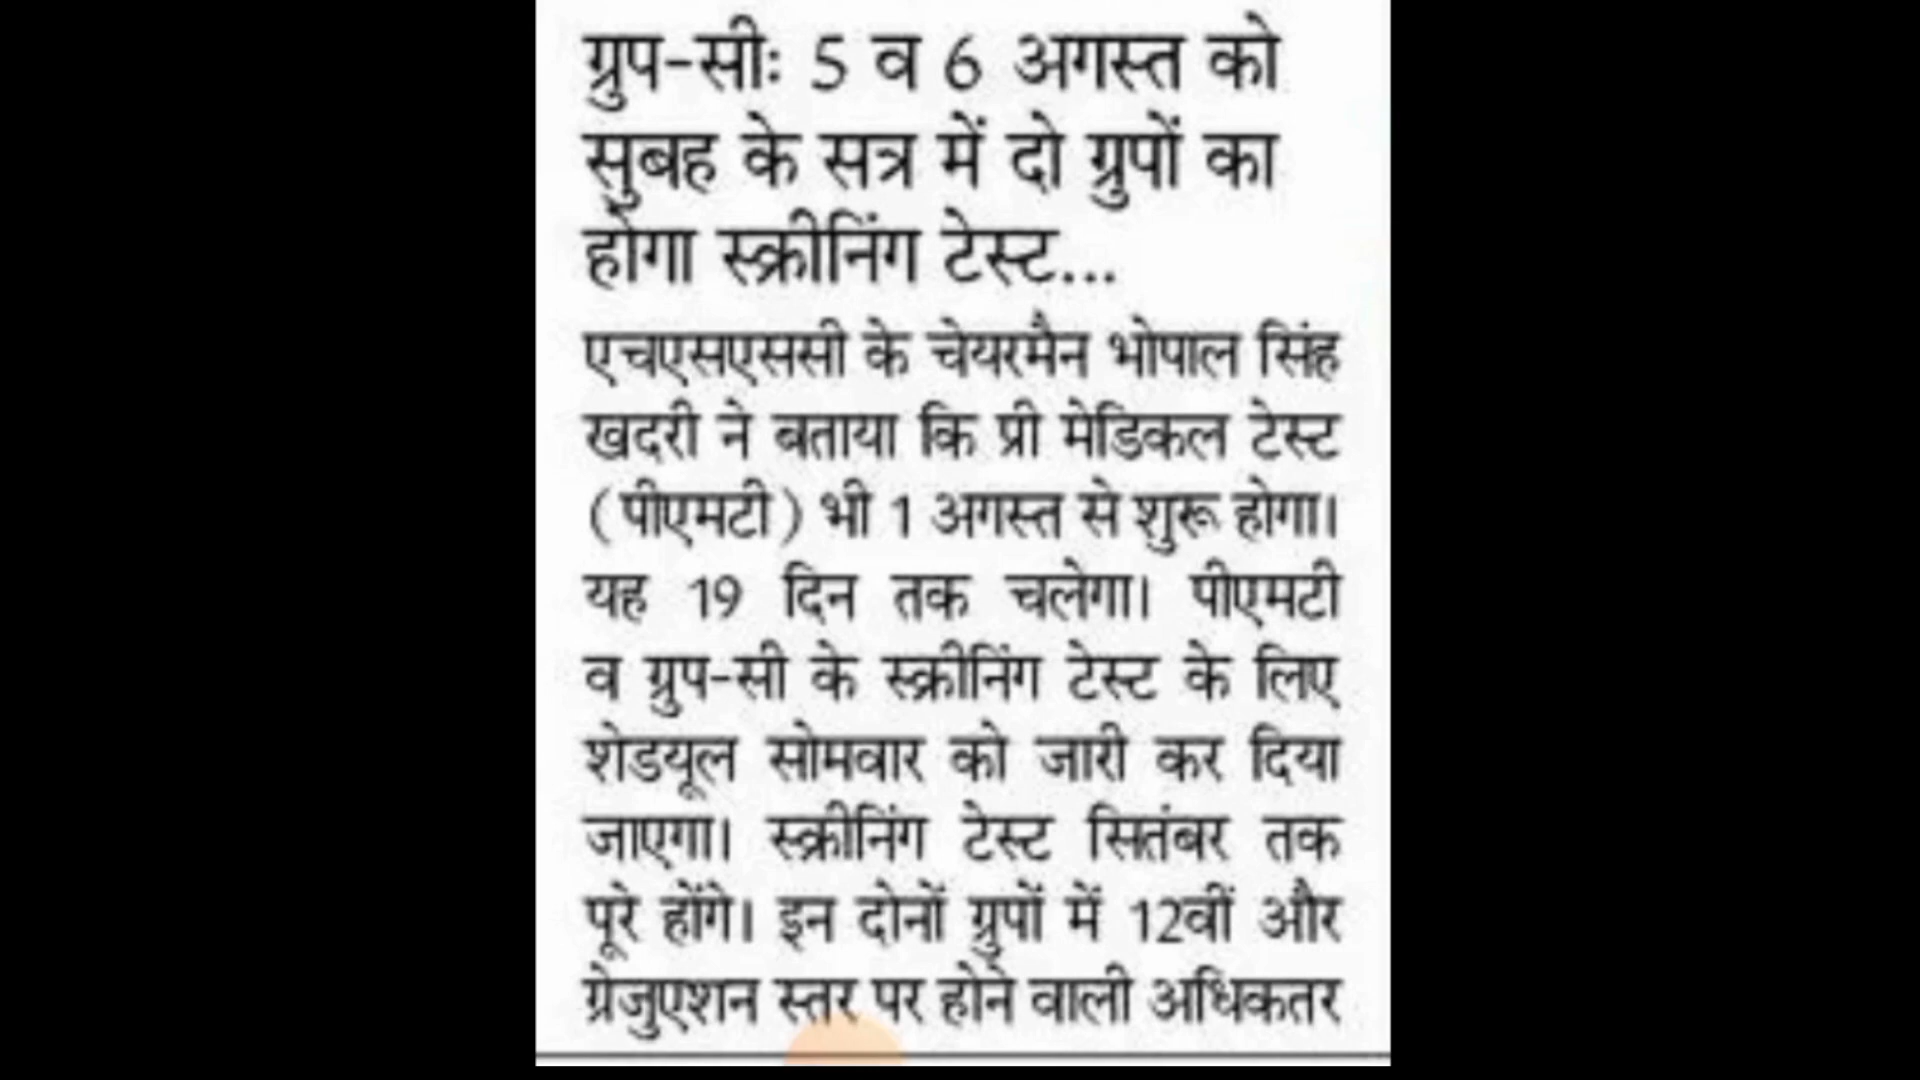 ग्रुप-सीः 5 व 6 अगस्त को
सुबह के सत्र में दो ग्रुपों का
होगा स्क्रीनिंग टेस्ट...
एचएसएससी के चेयरमैन भोपाल सिंह
खदरी ने बताया कि प्री मेडिकल टेस्ट
(पीएमटी) भी 1 अगस्त से शुरू होगा।
यह 19 दिन तक चलेगा। पीएमटी
व ग्रुप-सी के स्क्रीनिंग टेस्ट के लिए
शेडयूल सोमवार को जारी कर दिया
जाएगा। स्क्रीनिंग टेस्ट सितंबर तक
पूरे होंगे। इन दोनों ग्रुपों में 12वीं और
ग्रेजुएशन स्तर पर होने वाली अधिकतर